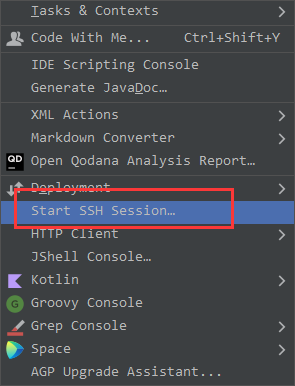 Tasks & Contexts
Code With Me... Ctrl+Shift+Y
IDE Scripting Console
Generate JavaDoc…
XML Actions
Markdown Converter
QD Open Qodana Analysis Report…
Deployment
Start SSH Session…
HTTP Client
JShell Console…
Kotlin
G Groovy Console
Grep Console
Space
AGP Upgrade Assistant...